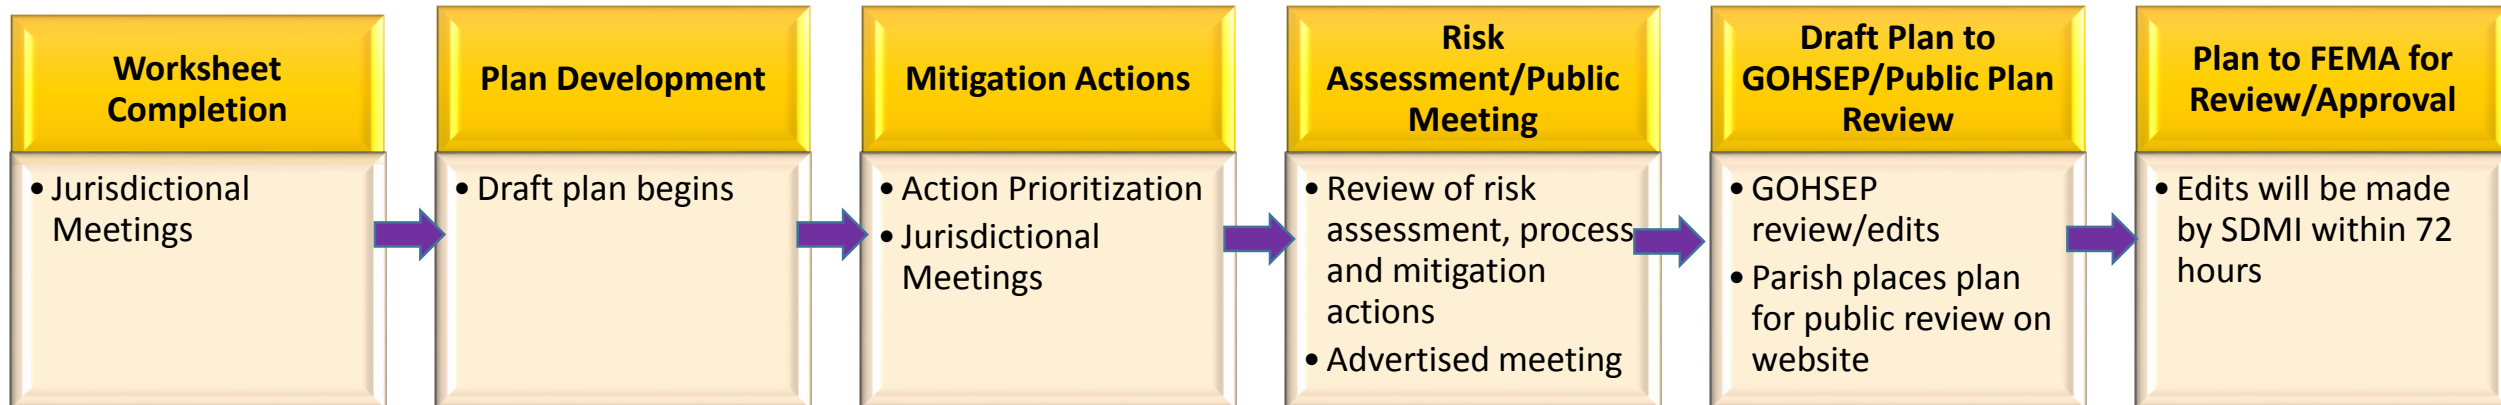 Worksheet
Completion
• Jurisdictional
Meetings
Plan Development
• Draft plan begins
Mitigation Actions
• Action Prioritization
• Jurisdictional
Meetings
Risk
Assessment/Public
Meeting
• Review of risk
assessment, process
and mitigation
actions
• Advertised meeting
Draft Plan to
GOHSEP/Public Plan
Review
• GOHSEP
review/edits
• Parish places plan
for public review on
website
Plan to FEMA for
Review/Approval
• Edits will be made
by SDMI within 72
hours